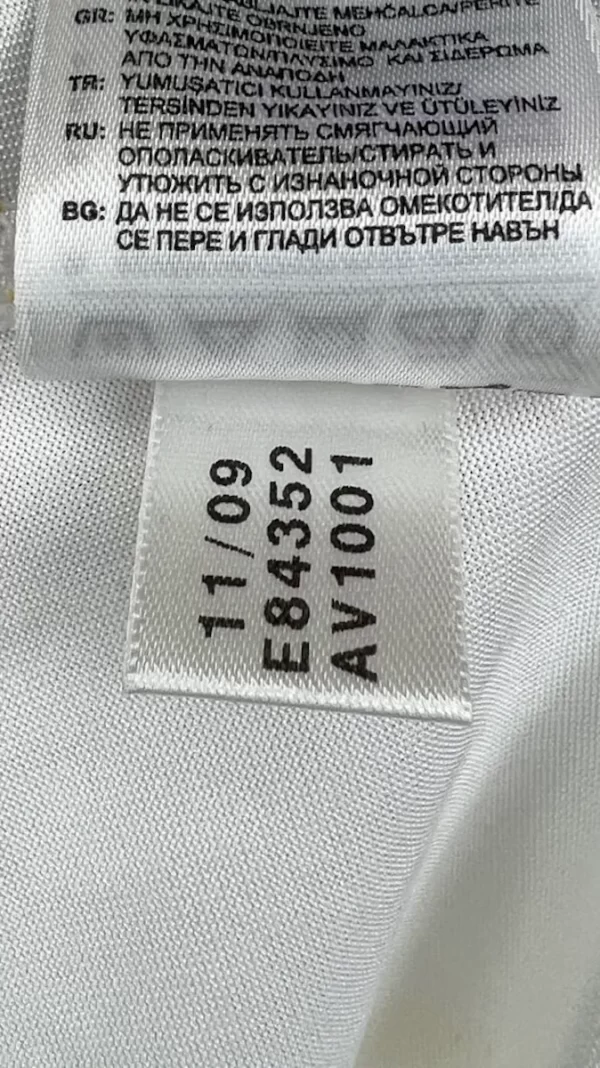 GR: ΜΗ ΧΡΗΣΙΜΟΠΟΙΕΙΤΕ ΜΑΛΑΚΤΙΚΑ
ΥΦΑΣΜΑΤΩΝ/ΠΛΥΣΙΜΟ ΚΑΙ ΣΙΔΕΡΩΜΑ
ΑΠΟ ΤΗΝ ΑΝΑΠΟΔΗ
TR: YUMUŞATICI KULLANMAYINIZ/
TERSİNDEN YIKAYINIZ VE ÜTÜLEYİNİZ
RU: НЕ ПРИМЕНЯТЬ СМЯГЧАЮЩИЙ
ОПОЛАСКИВАТЕЛЬ/СТИРАТЬ И
УТЮЖИТЬ С ИЗНАНОЧНОЙ СТОРОНЫ
BG: ДА НЕ СЕ ИЗПОЛЗВА ОМЕКОТИТЕЛ/ДА
СЕ ПЕРЕ И ГЛАДИ ОТВЪТРЕ НАВЪН
11/09
E84352
AV1001